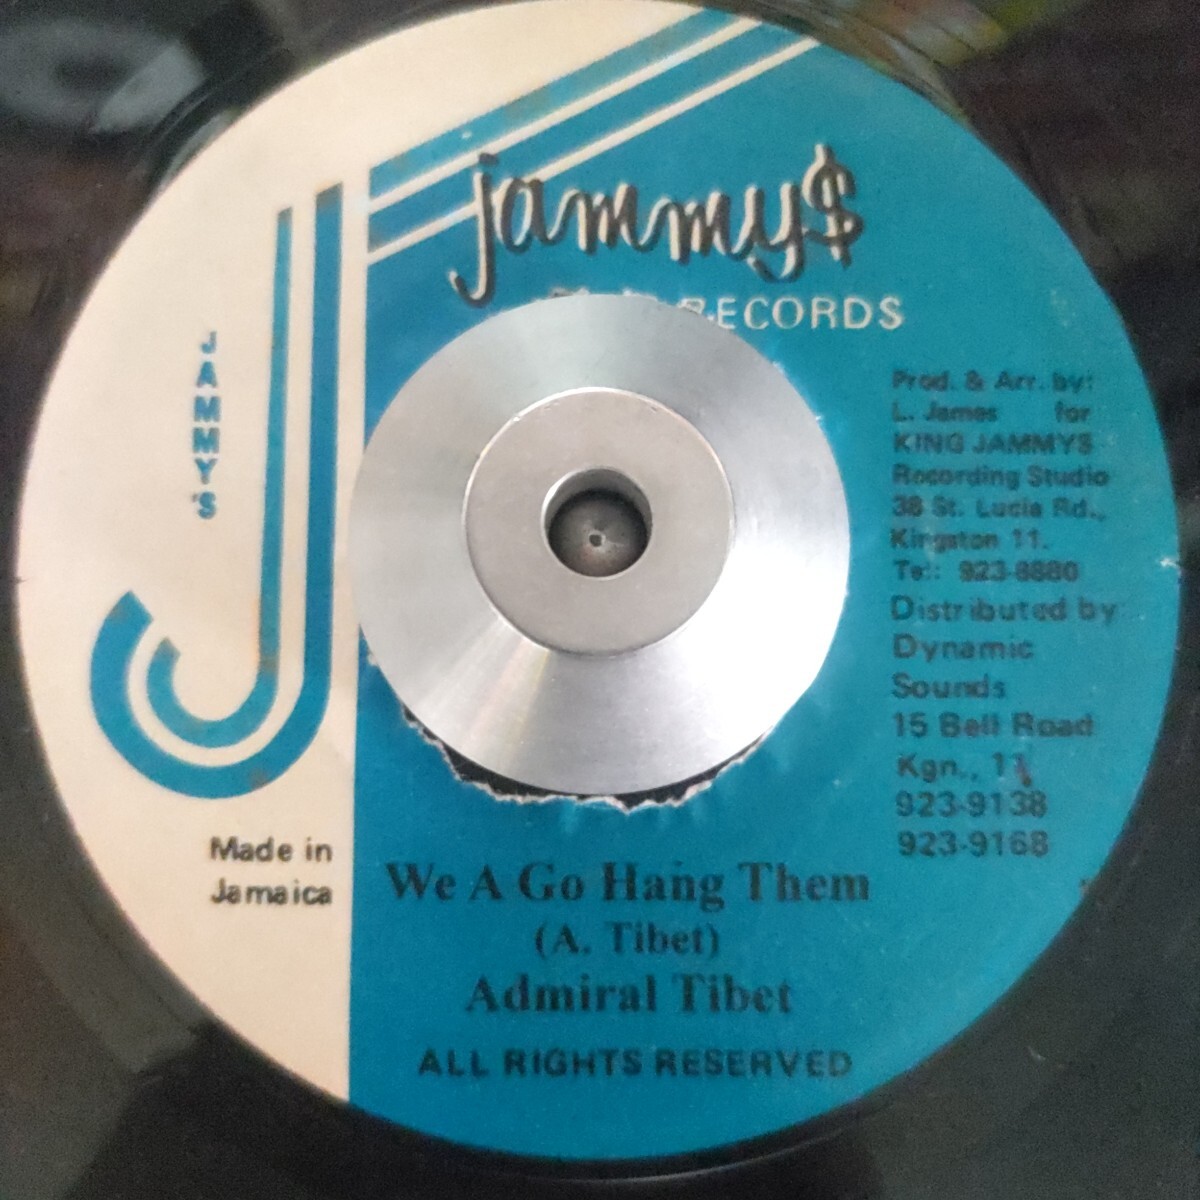 jammy$
RECORDS
JAMMY'S
Prod. & Arr. by:
L. James for
KING JAMMYS
Recording Studio
38 St. Lucia Rd.,
Kingston 11.
Tel: 923-8880
Distributed by
Dynamic
Sounds
15 Bell Road
Kgn., 11
923-9138
923-9168
Made in
Jamaica
We A Go Hang Them
(A. Tibet)
Admiral Tibet
ALL RIGHTS RESERVED